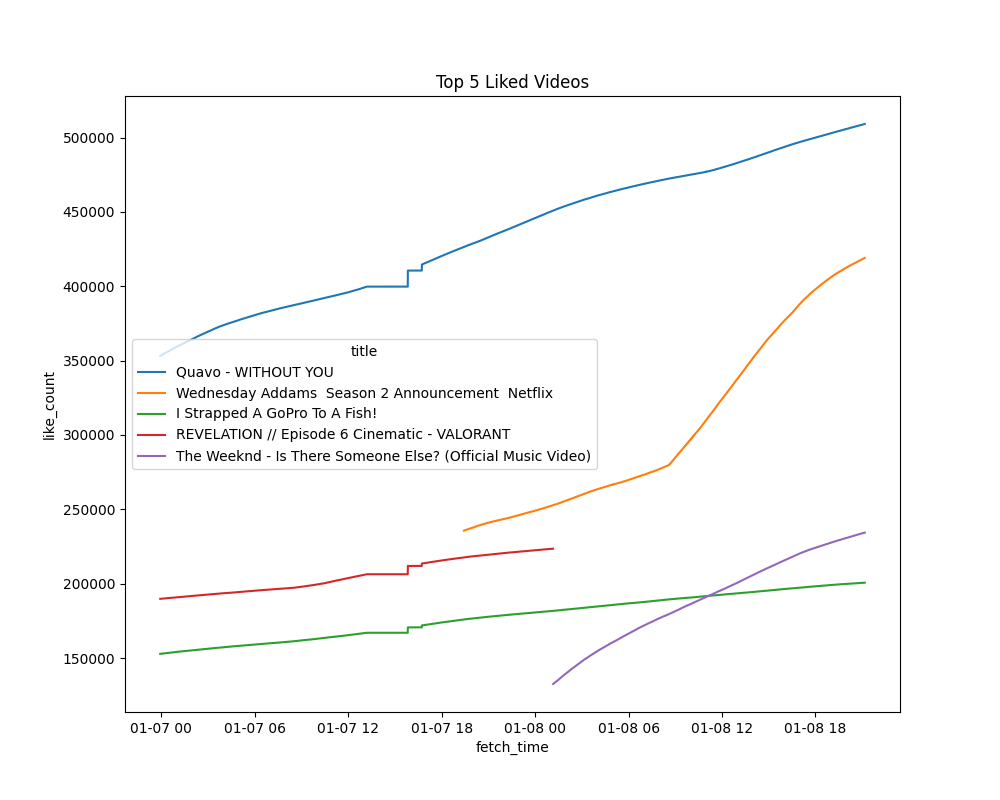 Top 5 Liked Videos
500000
450000
400000
350000
300000
250000
200000
150000
like_count
title
Quavo - WITHOUT YOU
Wednesday Addams  Season 2 Announcement  Netflix
I Strapped A GoPro To A Fish!
REVELATION // Episode 6 Cinematic - VALORANT
The Weeknd - Is There Someone Else? (Official Music Video)
01-07 00 01-07 06 01-07 12 01-07 18 01-08 00 01-08 06 01-08 12 01-08 18
fetch_time